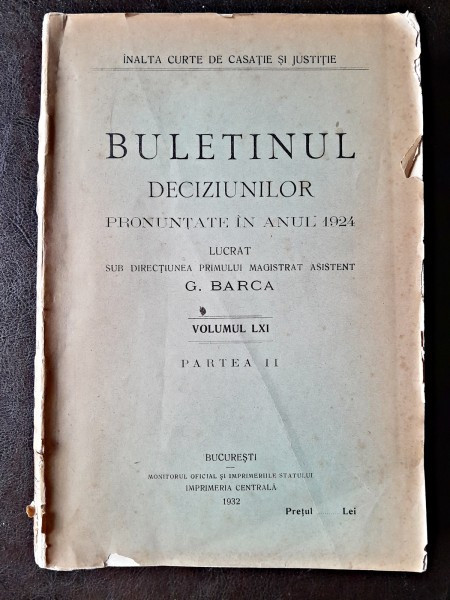 ÎNALTA CURTE DE CASAȚIE ȘI JUSTIȚIE
BULETINUL
DECIZIUNILOR
PRONUNȚATE ÎN ANUL 1924
LUCRAT
SUB DIRECȚIUNEA PRIMULUI MAGISTRAT ASISTENT
G. BARCA
VOLUMUL LXI
PARTEA II
BUCUREȘTI
MONITORUL OFICIAL ȘI IMPRIMERIILE STATULUI
IMPRIMERIA CENTRALĂ
1932
Prețul ........ Lei